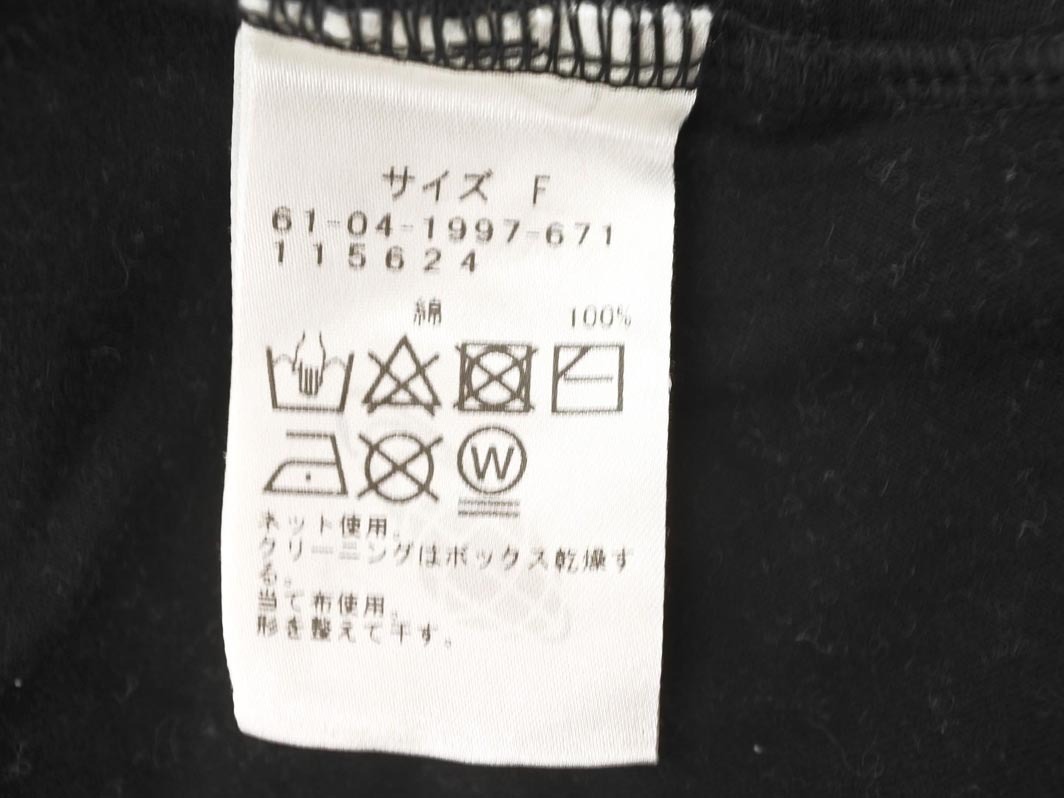 サイズ F
61-04-1997-671
115624
綿 100%
W
ネット使用。
クリーニングはボックス乾燥す
る。
当て布使用。
形を整えて干す。